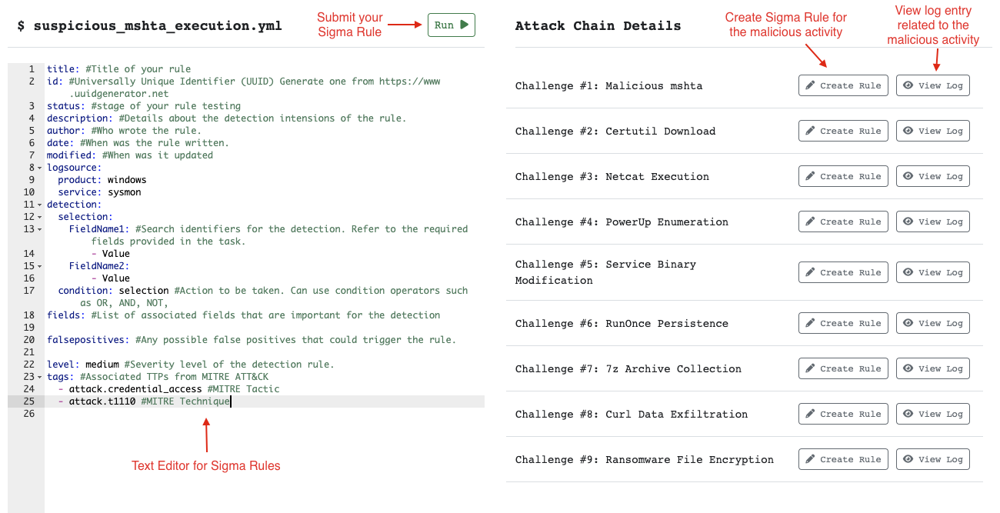 $ suspicious_mshta_execution.yml
Submit your
Sigma Rule
Run
1 title: #Title of your rule
2 id: #Universally Unique Identifier (UUID) Generate one from https://www
.uuidgenerator.net
3 status: #stage of your rule testing
4 description: #Details about the detection intensions of the rule.
5 author: #Who wrote the rule.
6 date: #When was the rule written.
7 modified: #When was it updated
8 logsource:
9 product: windows
10 service: sysmon
11 detection:
12 selection:
13 FieldName1: #Search identifiers for the detection. Refer to the required
fields provided in the task.
14 - Value
15 FieldName2:
16 - Value
17 condition: selection #Action to be taken. Can use condition operators such
as OR, AND, NOT,
18 fields: #List of associated fields that are important for the detection
19
20 falsepositives: #Any possible false positives that could trigger the rule.
21
22 level: medium #Severity level of the detection rule.
23 tags: #Associated TTPs from MITRE ATT&CK
24 - attack.credential_access #MITRE Tactic
25 - attack.t1110 #MITRE Technique
26
Text Editor for Sigma Rules
Attack Chain Details
Create Sigma Rule for
the malicious activity
View log entry
related to the
malicious activity
Challenge #1: Malicious mshta Create Rule View Log
Challenge #2: Certutil Download Create Rule View Log
Challenge #3: Netcat Execution Create Rule View Log
Challenge #4: PowerUp Enumeration Create Rule View Log
Challenge #5: Service Binary
Modification Create Rule View Log
Challenge #6: RunOnce Persistence Create Rule View Log
Challenge #7: 7z Archive Collection Create Rule View Log
Challenge #8: Curl Data Exfiltration Create Rule View Log
Challenge #9: Ransomware File Encryption Create Rule View Log